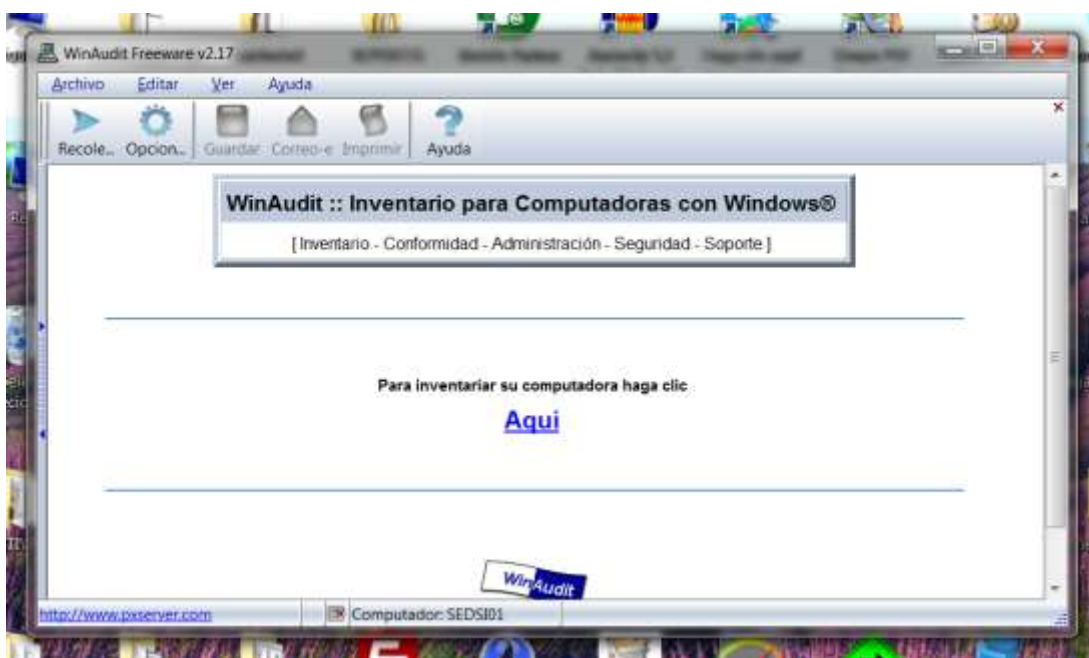 WinAudit Freeware v2.17
Archivo Editar Ver Ayuda
Recole... Opcion... Guardar Correo-e Imprimir Ayuda
WinAudit :: Inventario para Computadoras con Windows®
[ Inventario - Conformidad - Administración - Seguridad - Soporte ]
Para inventariar su computadora haga clic
Aqui
WinAudit
http://www.pxserver.com Computador: SEDSI01